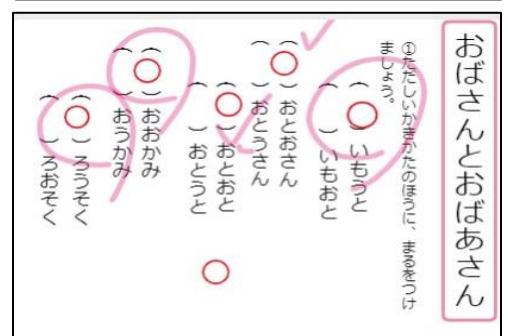 おばさんとおばあさん
①ただしいかきかたのほうに、まるをつけ
ましょう。
( ○ )いもうと
( )いもおと
( ○ )おとおさん
( )おとうさん
( ○ )おとおと
( )おとうと
( ○ )おおかみ
( )おうかみ
( ○ )ろうそく
( )ろおそく